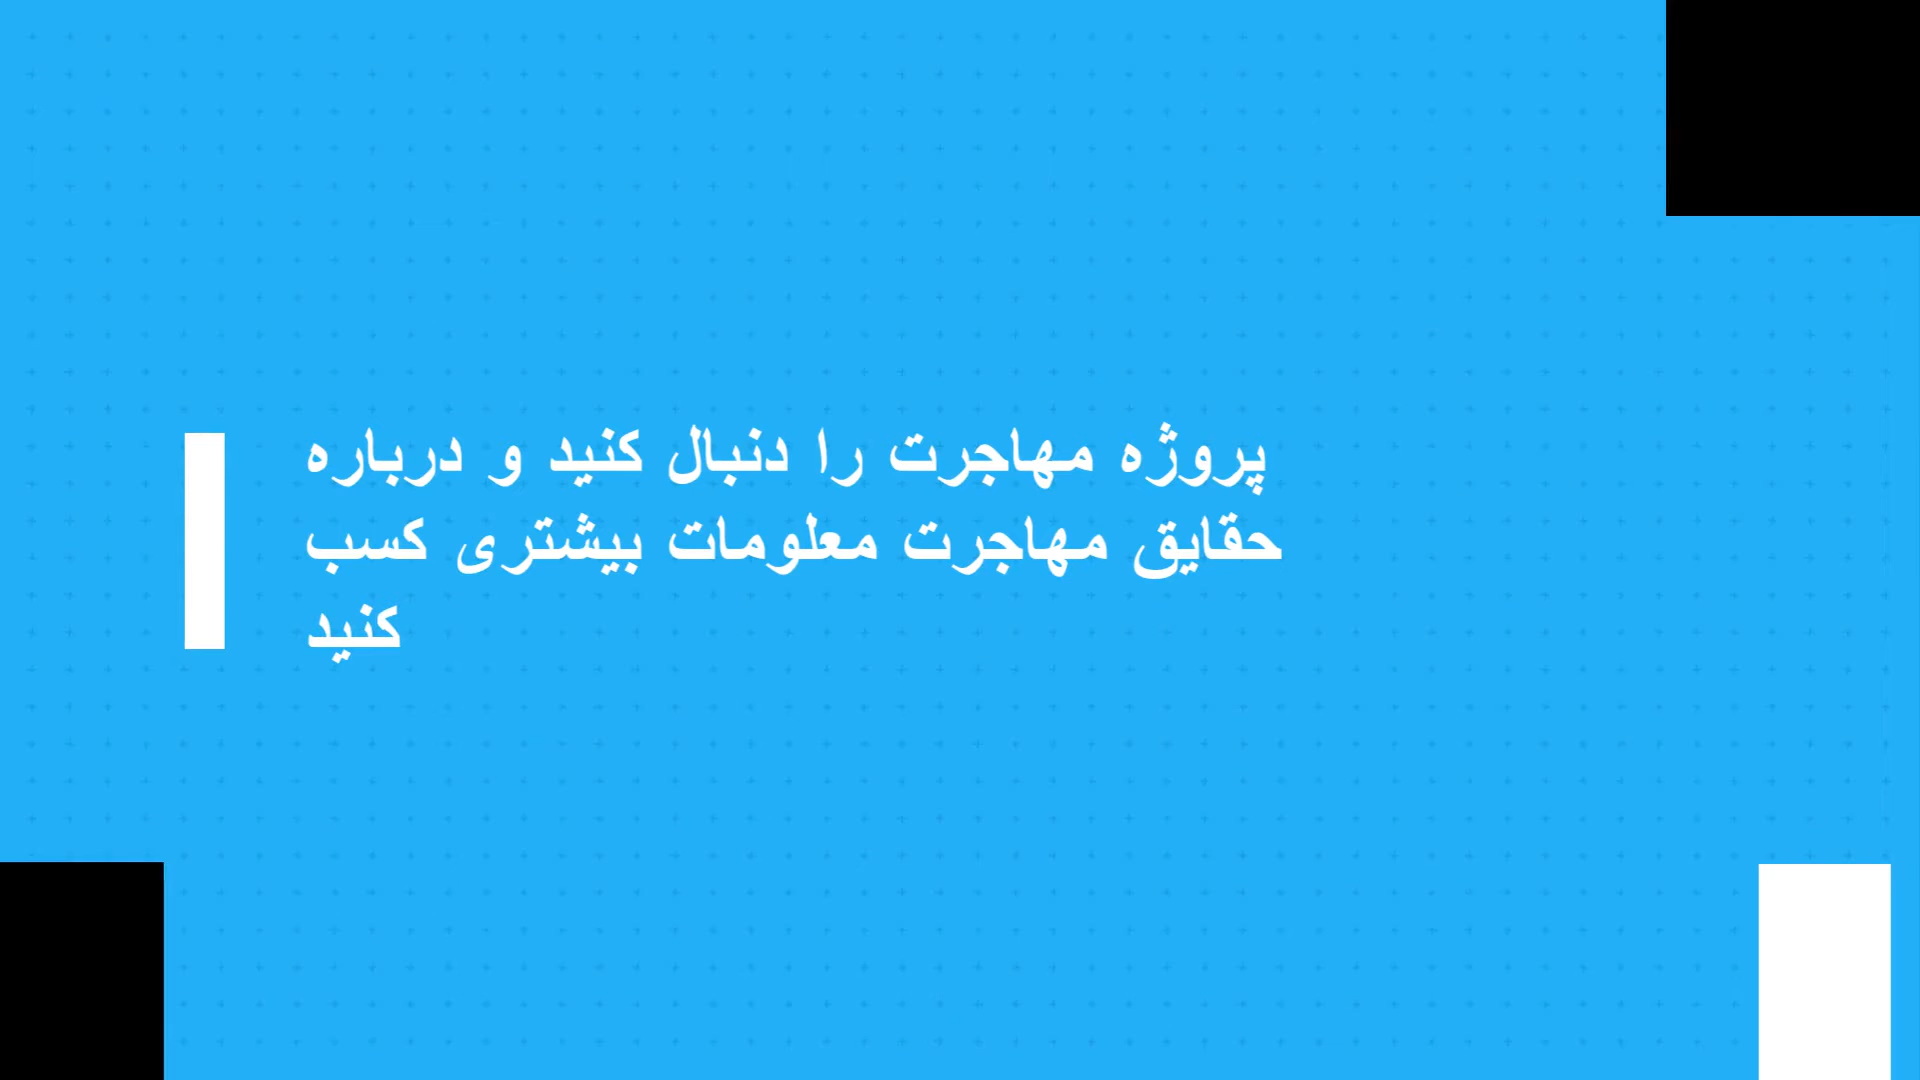 پروژه مهاجرت را دنبال کنید و درباره
حقایق مهاجرت معلومات بیشتری کسب
کنید